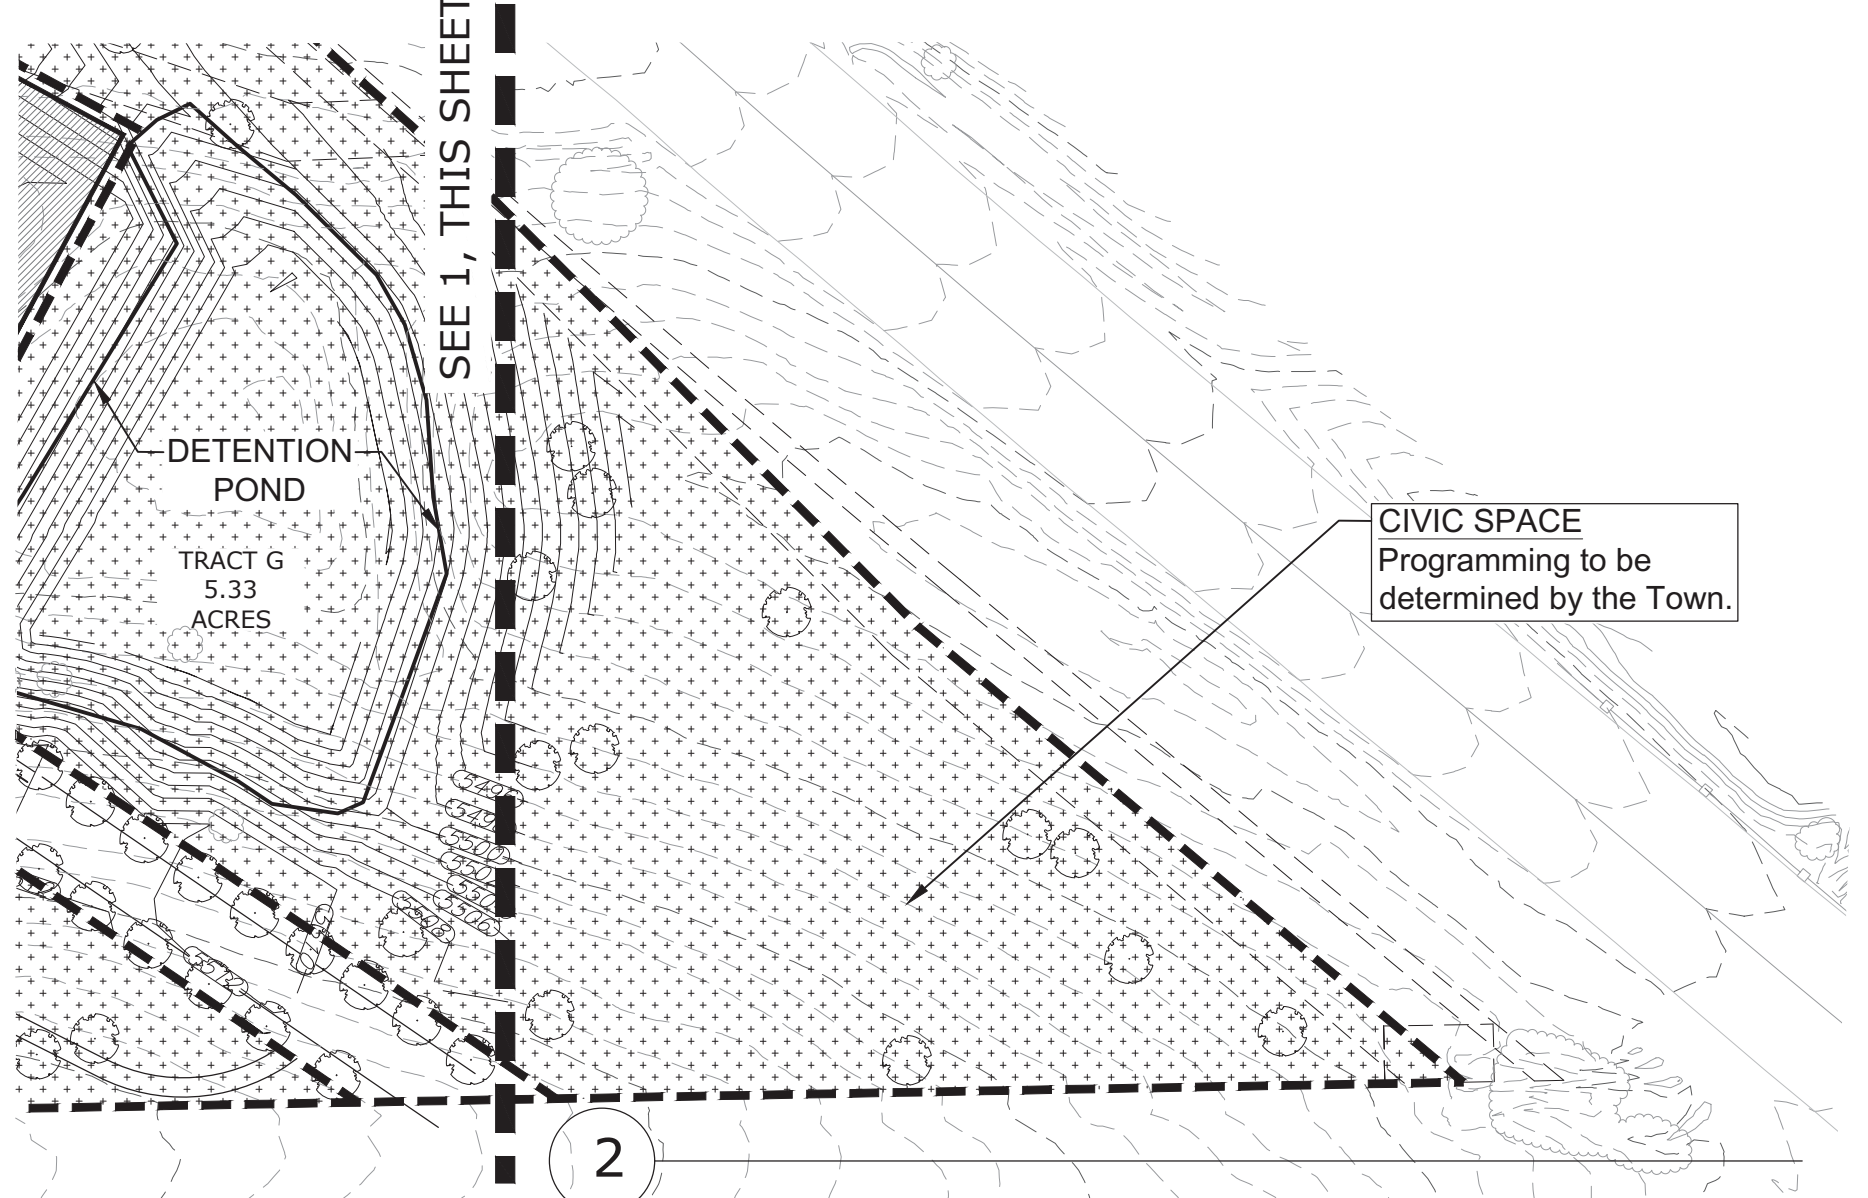 SEE 1, THIS SHEET
DETENTION
POND
TRACT G
5.33
ACRES
CIVIC SPACE
Programming to be
determined by the Town.
5500
2